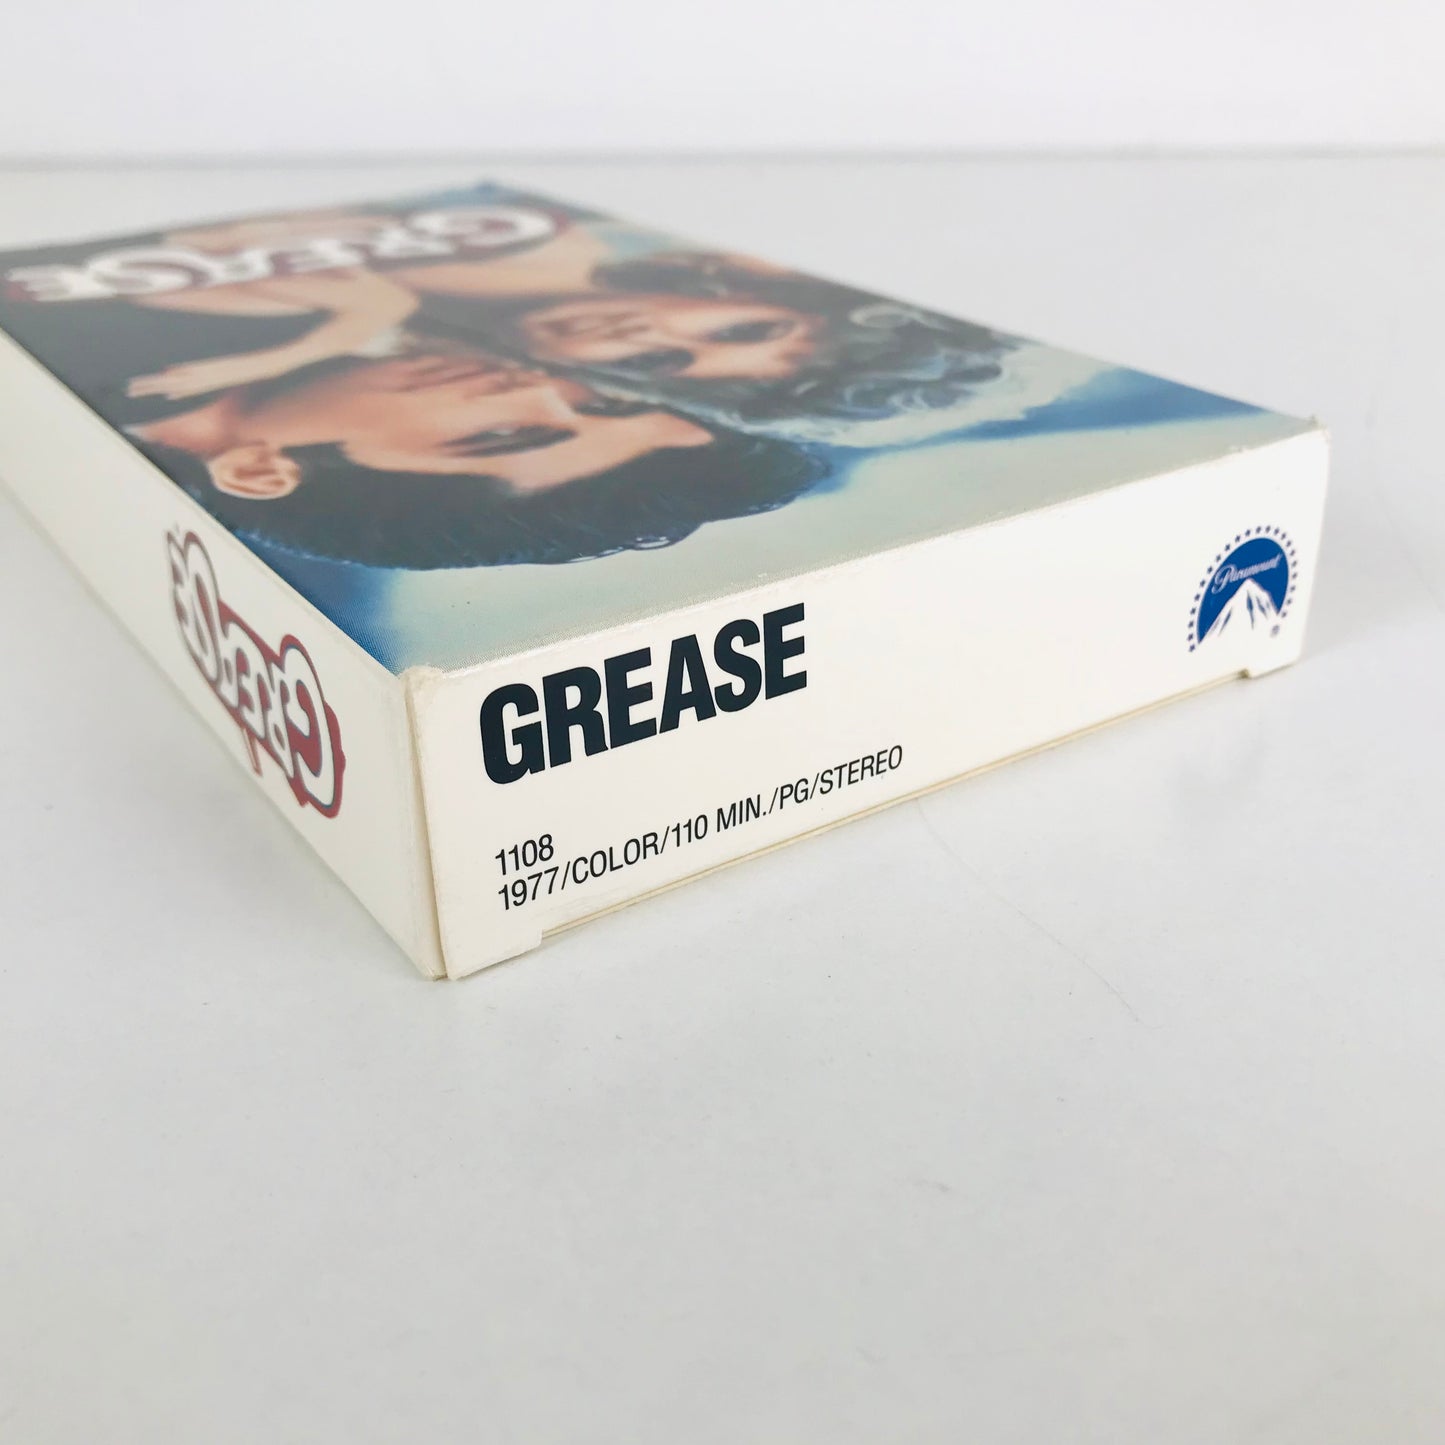 GREASE
GREASE
GREASE
1108
1977/COLOR/110 MIN./PG/STEREO
Paramount
®